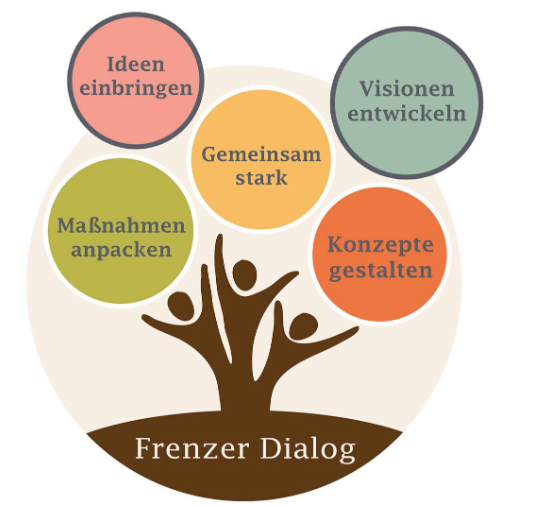 Ideen
einbringen
Visionen
entwickeln
Gemeinsam
stark
Maßnahmen
anpacken
Konzepte
gestalten
Frenzer Dialog